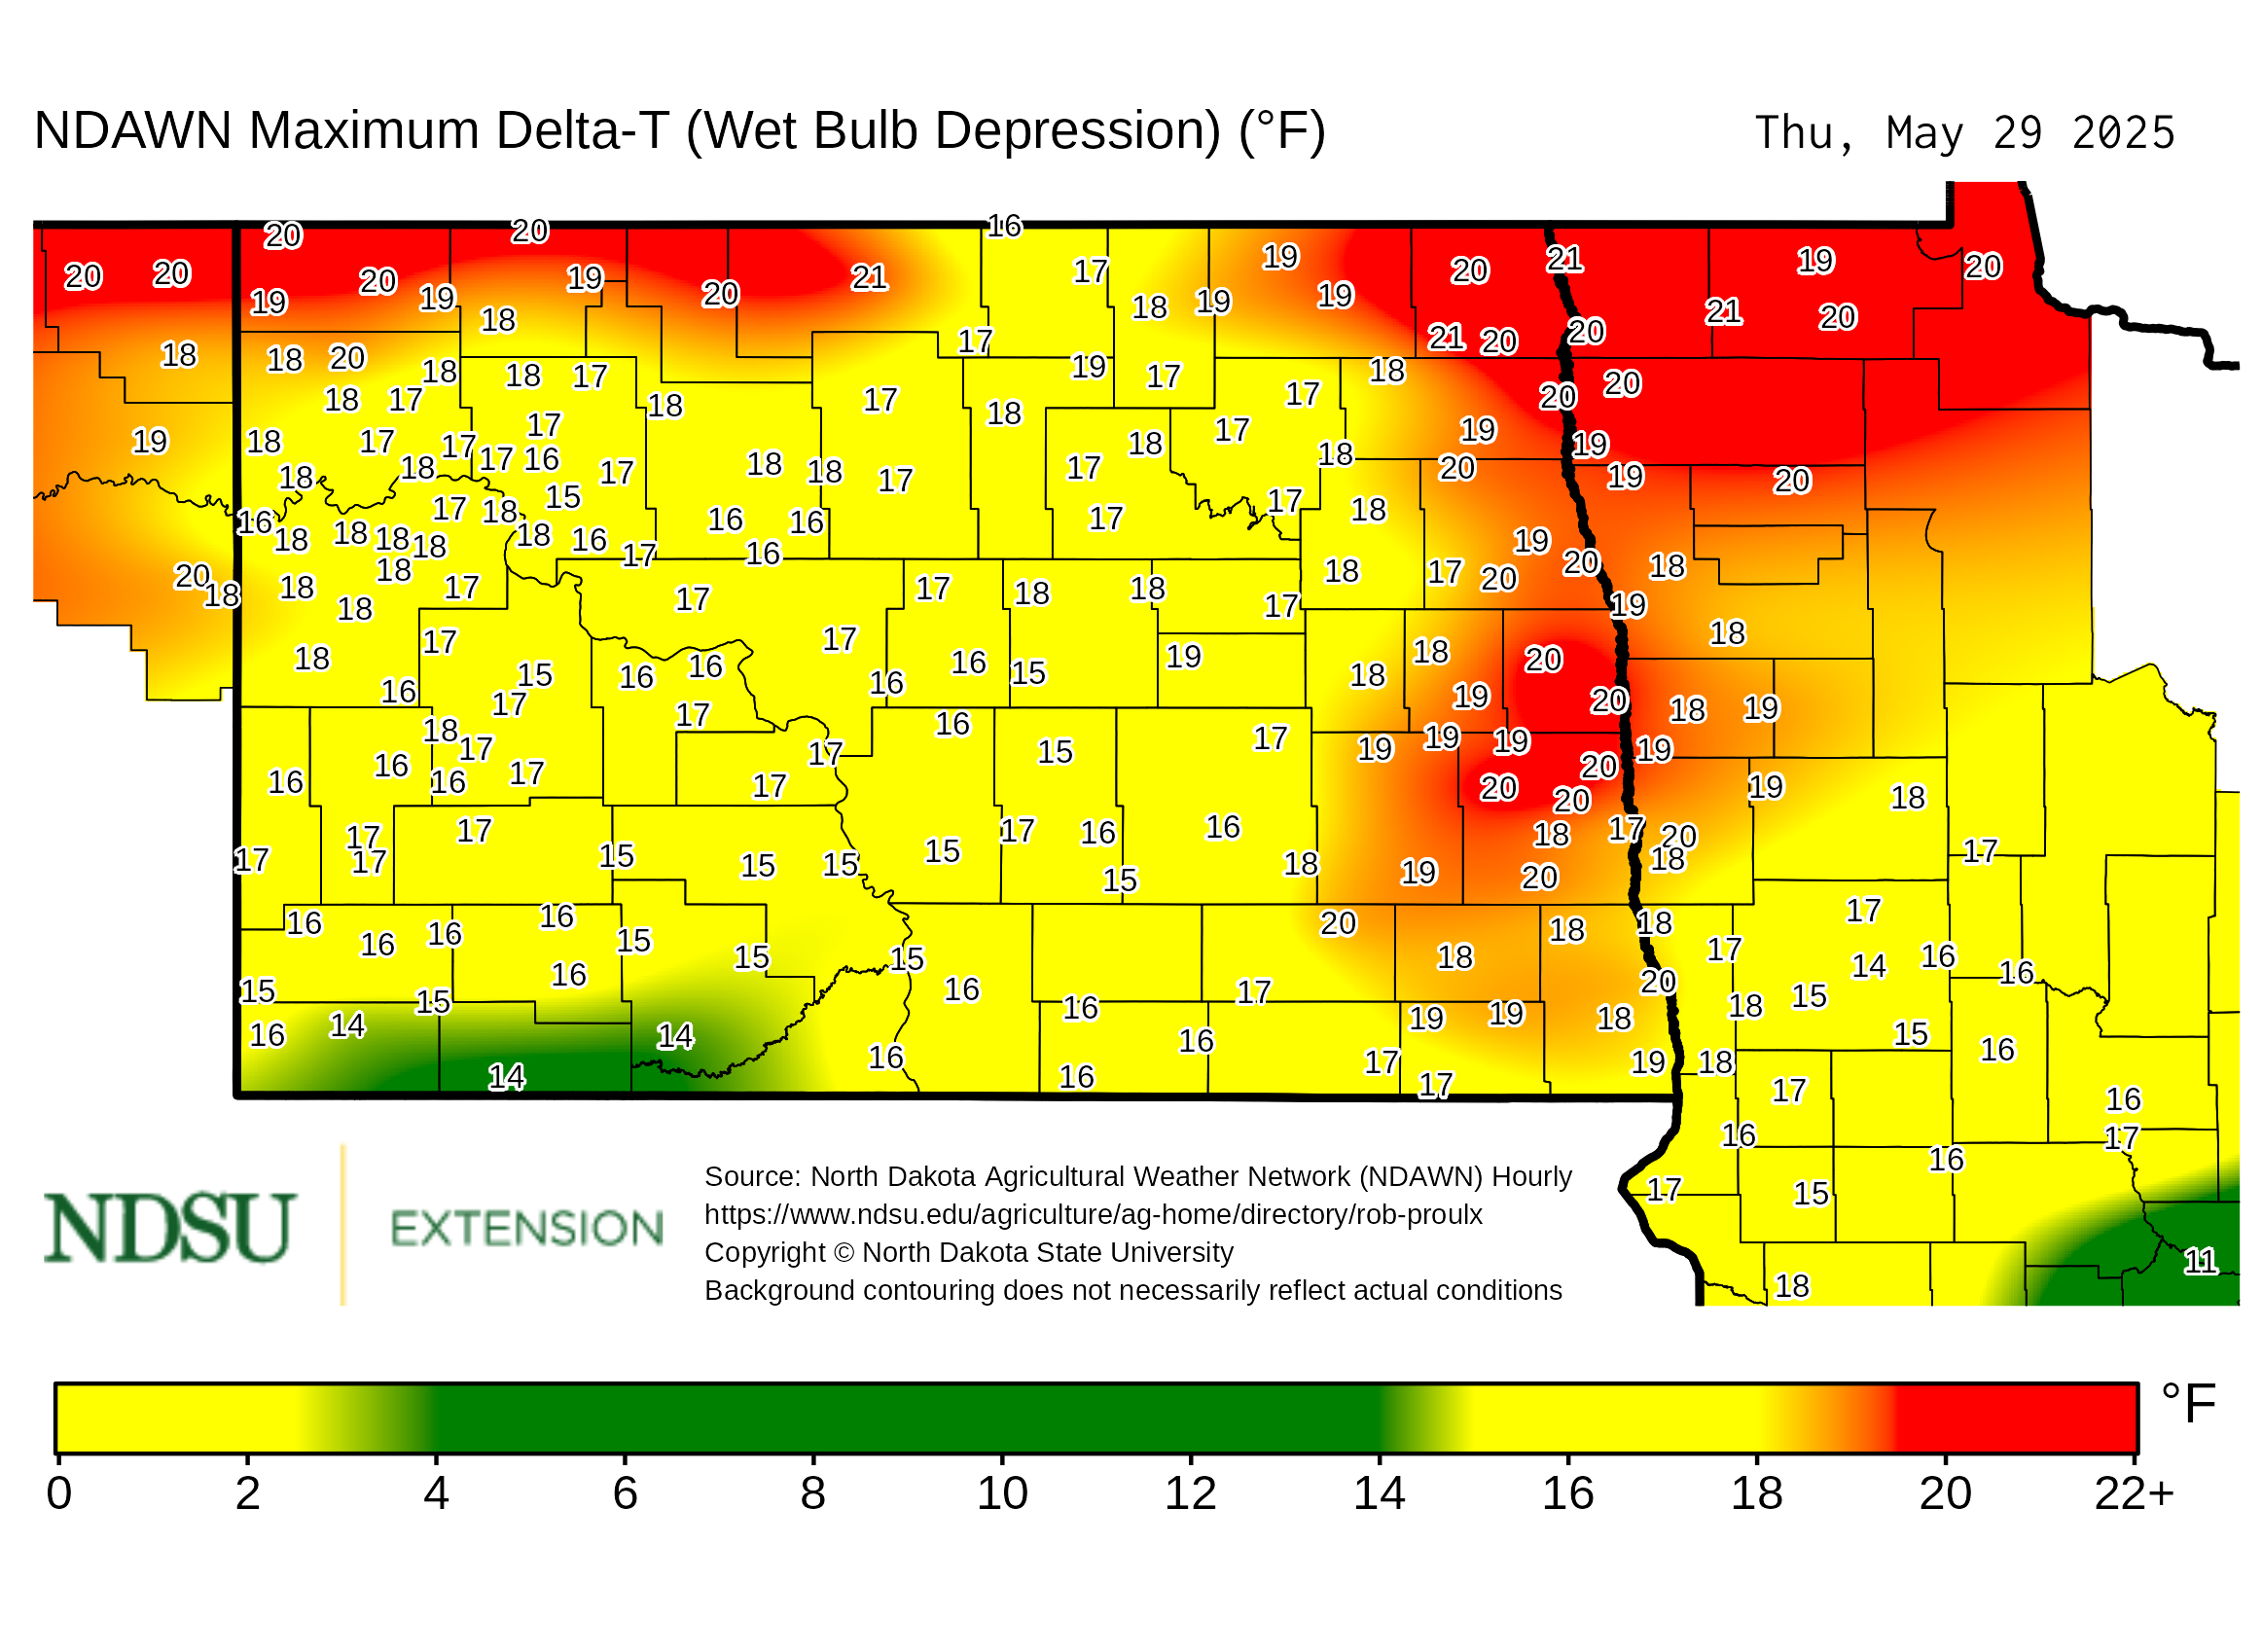 NDAWN Maximum Delta-T (Wet Bulb Depression) (°F)
Thu, May 29 2025
20 20 16
20 20 20 19 20 21 17 19 20 21 19 20
19 19 18 20 18 19 19 21 20
18 18 20 18 18 17 17 19 17 18 21 20 20
18 17 17 18 17 18 17 20 20
19 18 17 17 17 18 17 19 19
18 18 17 16 17 18 18 17 17 18 20 19 20
16 17 18 15 16 16 17 17 18
18 18 18 18 18 16 17 16 19 20 18
20 18 18 18 18 17 17 17 18 18 17 18 17 20 19
18 17 15 16 16 17 16 15 19 18 18 20 18
16 17 17 16 16 17 19 20 18 19
18 17 16 17 15 19 19 19 19
16 16 16 17 17 20 20 20 19 18
17 17 17 17 15 15 15 15 17 16 16 18 18 17 20 18 17
15 19 20
16 16 16 16 15 15 15 20 18 18 18 17 17
15 15 16 16 17 18 20 14 16 16
16 14 14 16 16 16 19 19 18 18 15 15
14 16 17 17 19 18 17 16 16
16 16 17
17 15
18 11
NDSU
EXTENSION
Source: North Dakota Agricultural Weather Network (NDAWN) Hourly
https://www.ndsu.edu/agriculture/ag-home/directory/rob-proulx
Copyright © North Dakota State University
Background contouring does not necessarily reflect actual conditions
°F
0 2 4 6 8 10 12 14 16 18 20 22+